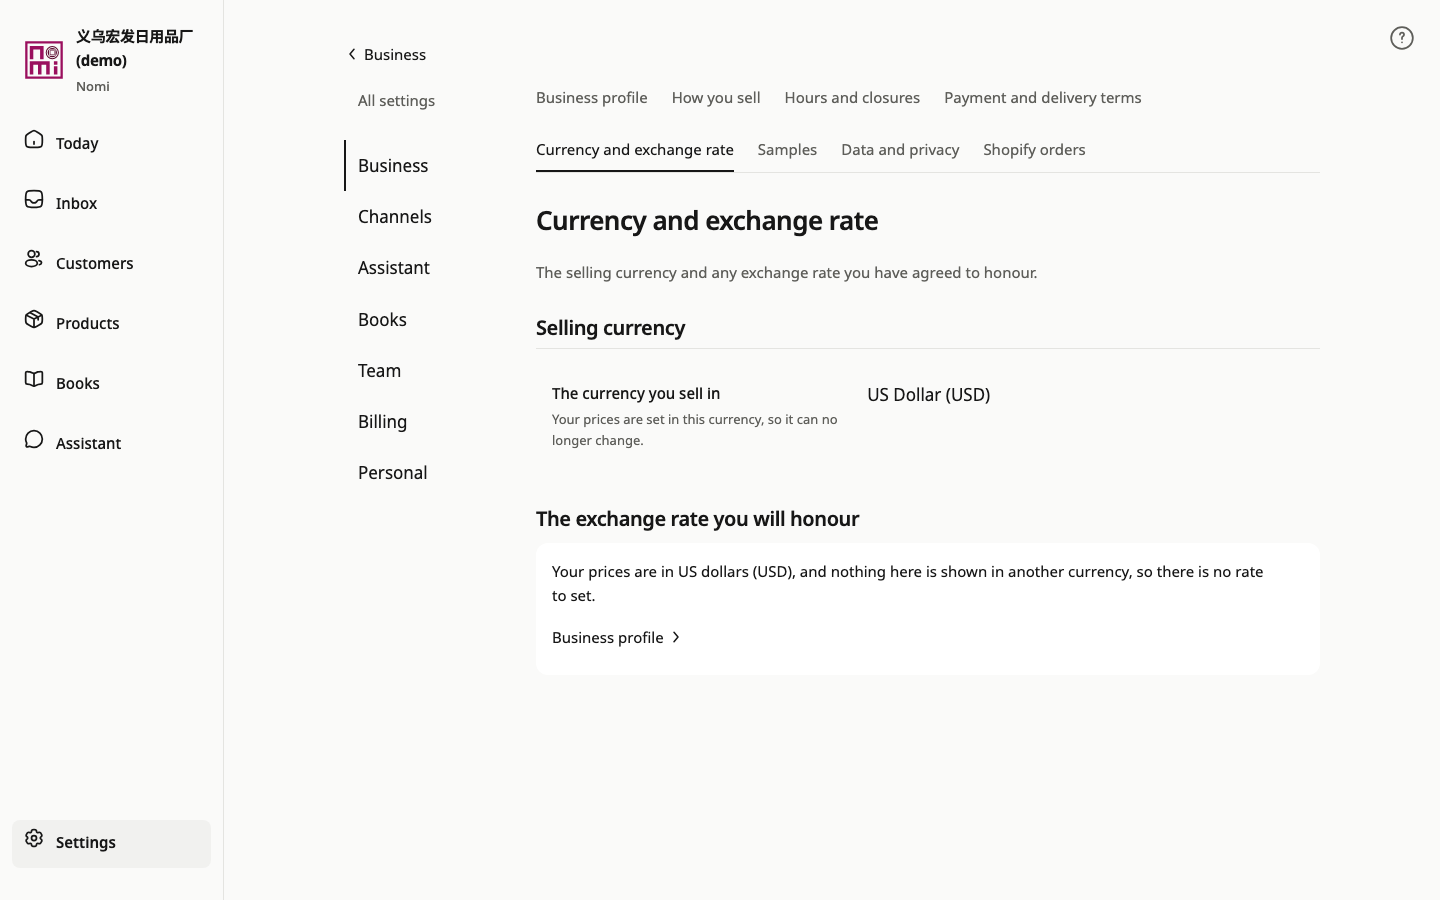 义乌宏发日用品厂
(demo)
Nomi
Today
Inbox
Customers
Products
Books
Assistant
Settings
Business
All settings
Business
Channels
Assistant
Books
Team
Billing
Personal
Business profile
How you sell
Hours and closures
Payment and delivery terms
Currency and exchange rate
Samples
Data and privacy
Shopify orders
Currency and exchange rate
The selling currency and any exchange rate you have agreed to honour.
Selling currency
The currency you sell in
Your prices are set in this currency, so it can no
longer change.
US Dollar (USD)
The exchange rate you will honour
Your prices are in US dollars (USD), and nothing here is shown in another currency, so there is no rate
to set.
Business profile